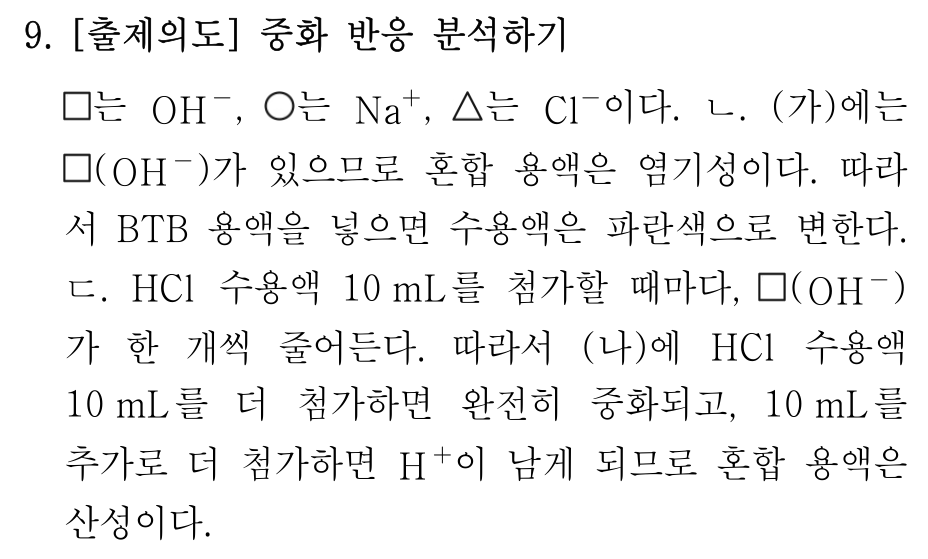 9. [출제의도] 중화 반응 분석하기
□는 OH⁻, ○는 Na⁺, △는 Cl⁻이다. ㄴ. (가)에는
□(OH⁻)가 있으므로 혼합 용액은 염기성이다. 따라
서 BTB 용액을 넣으면 수용액은 파란색으로 변한다.
ㄷ. HCl 수용액 10 mL를 첨가할 때마다, □(OH⁻)
가 한 개씩 줄어든다. 따라서 (나)에 HCl 수용액
10 mL를 더 첨가하면 완전히 중화되고, 10 mL를
추가로 더 첨가하면 H⁺이 남게 되므로 혼합 용액은
산성이다.